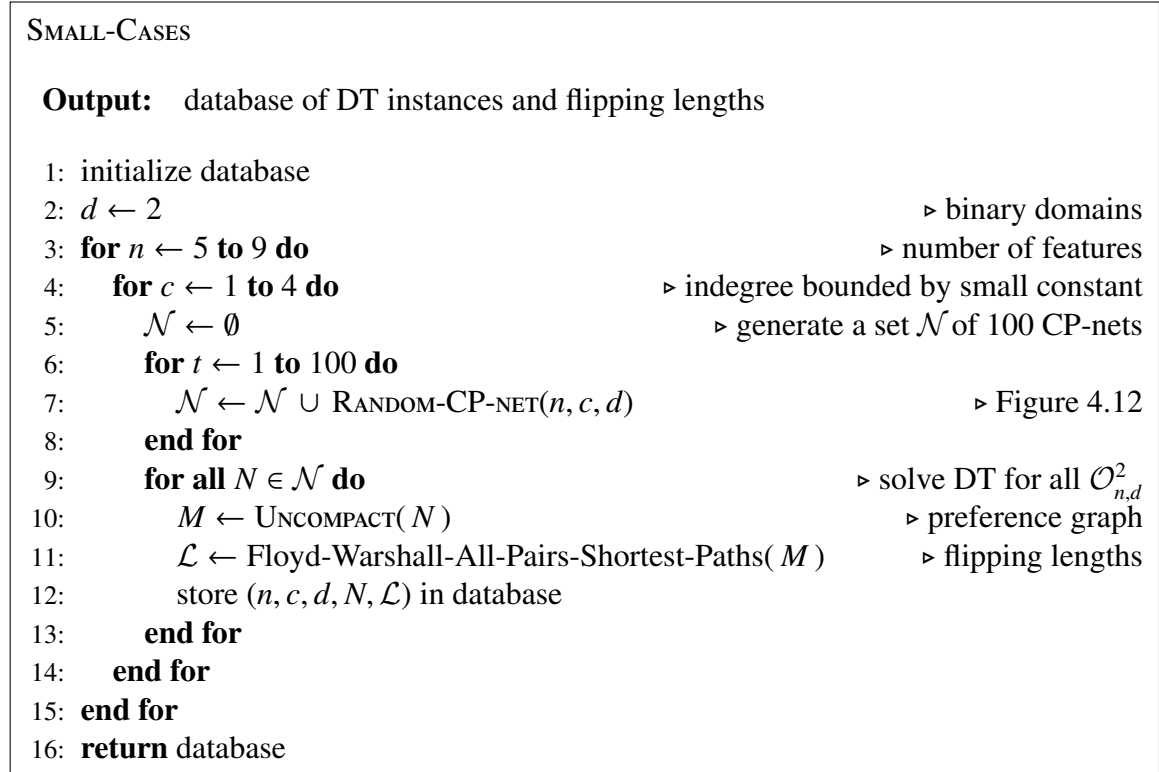 Small-Cases
Output: database of DT instances and flipping lengths
1: initialize database
2: d ← 2 ▹ binary domains
3: for n ← 5 to 9 do ▹ number of features
4: for c ← 1 to 4 do ▹ indegree bounded by small constant
5: 𝒩 ← ∅ ▹ generate a set 𝒩 of 100 CP-nets
6: for t ← 1 to 100 do
7: 𝒩 ← 𝒩 ∪ Random-CP-net(n, c, d) ▹ Figure 4.12
8: end for
9: for all N ∈ 𝒩 do ▹ solve DT for all 𝒪²ₙ,d
10: M ← Uncompact( N ) ▹ preference graph
11: ℒ ← Floyd-Warshall-All-Pairs-Shortest-Paths( M ) ▹ flipping lengths
12: store (n, c, d, N, ℒ) in database
13: end for
14: end for
15: end for
16: return database